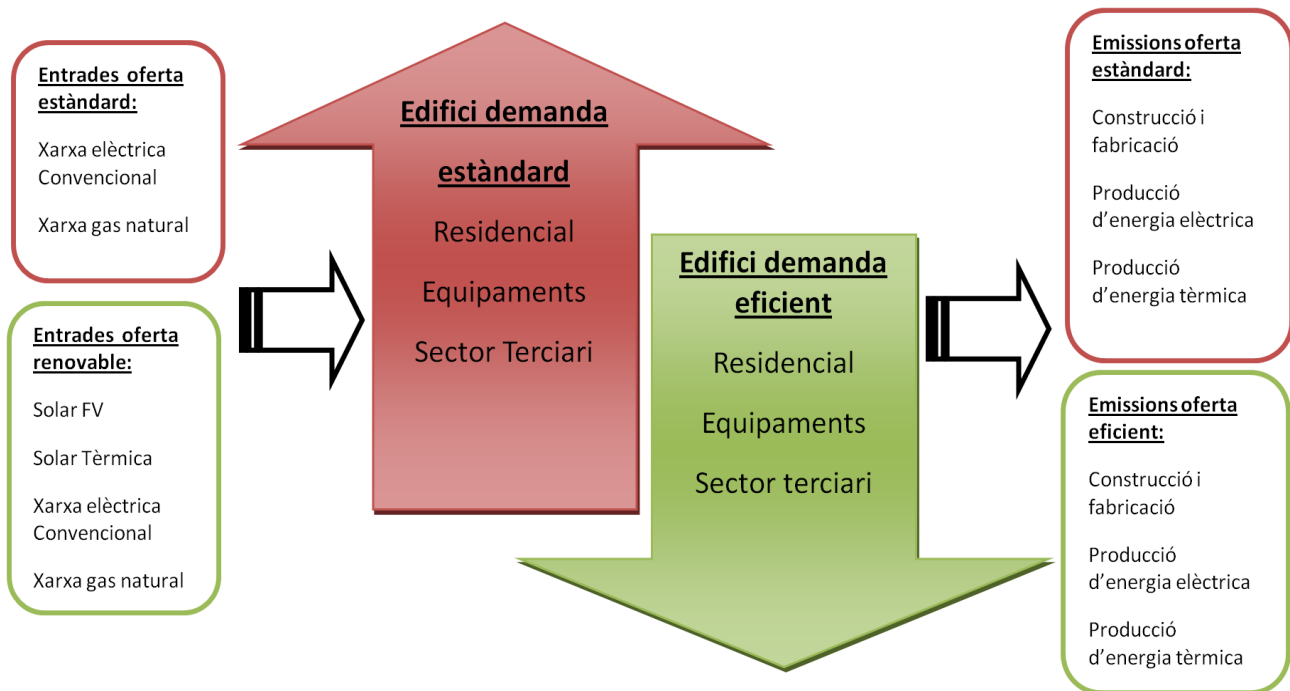 Entrades oferta
estàndard:
Xarxa elèctrica
Convencional
Xarxa gas natural
Entrades oferta
renovable:
Solar FV
Solar Tèrmica
Xarxa elèctrica
Convencional
Xarxa gas natural
Edifici demanda
estàndard
Residencial
Equipaments
Sector Terciari
Edifici demanda
eficient
Residencial
Equipaments
Sector terciari
Emissions oferta
estàndard:
Construcció i
fabricació
Producció
d'energia elèctrica
Producció
d'energia tèrmica
Emissions oferta
eficient:
Construcció i
fabricació
Producció
d'energia elèctrica
Producció
d'energia tèrmica